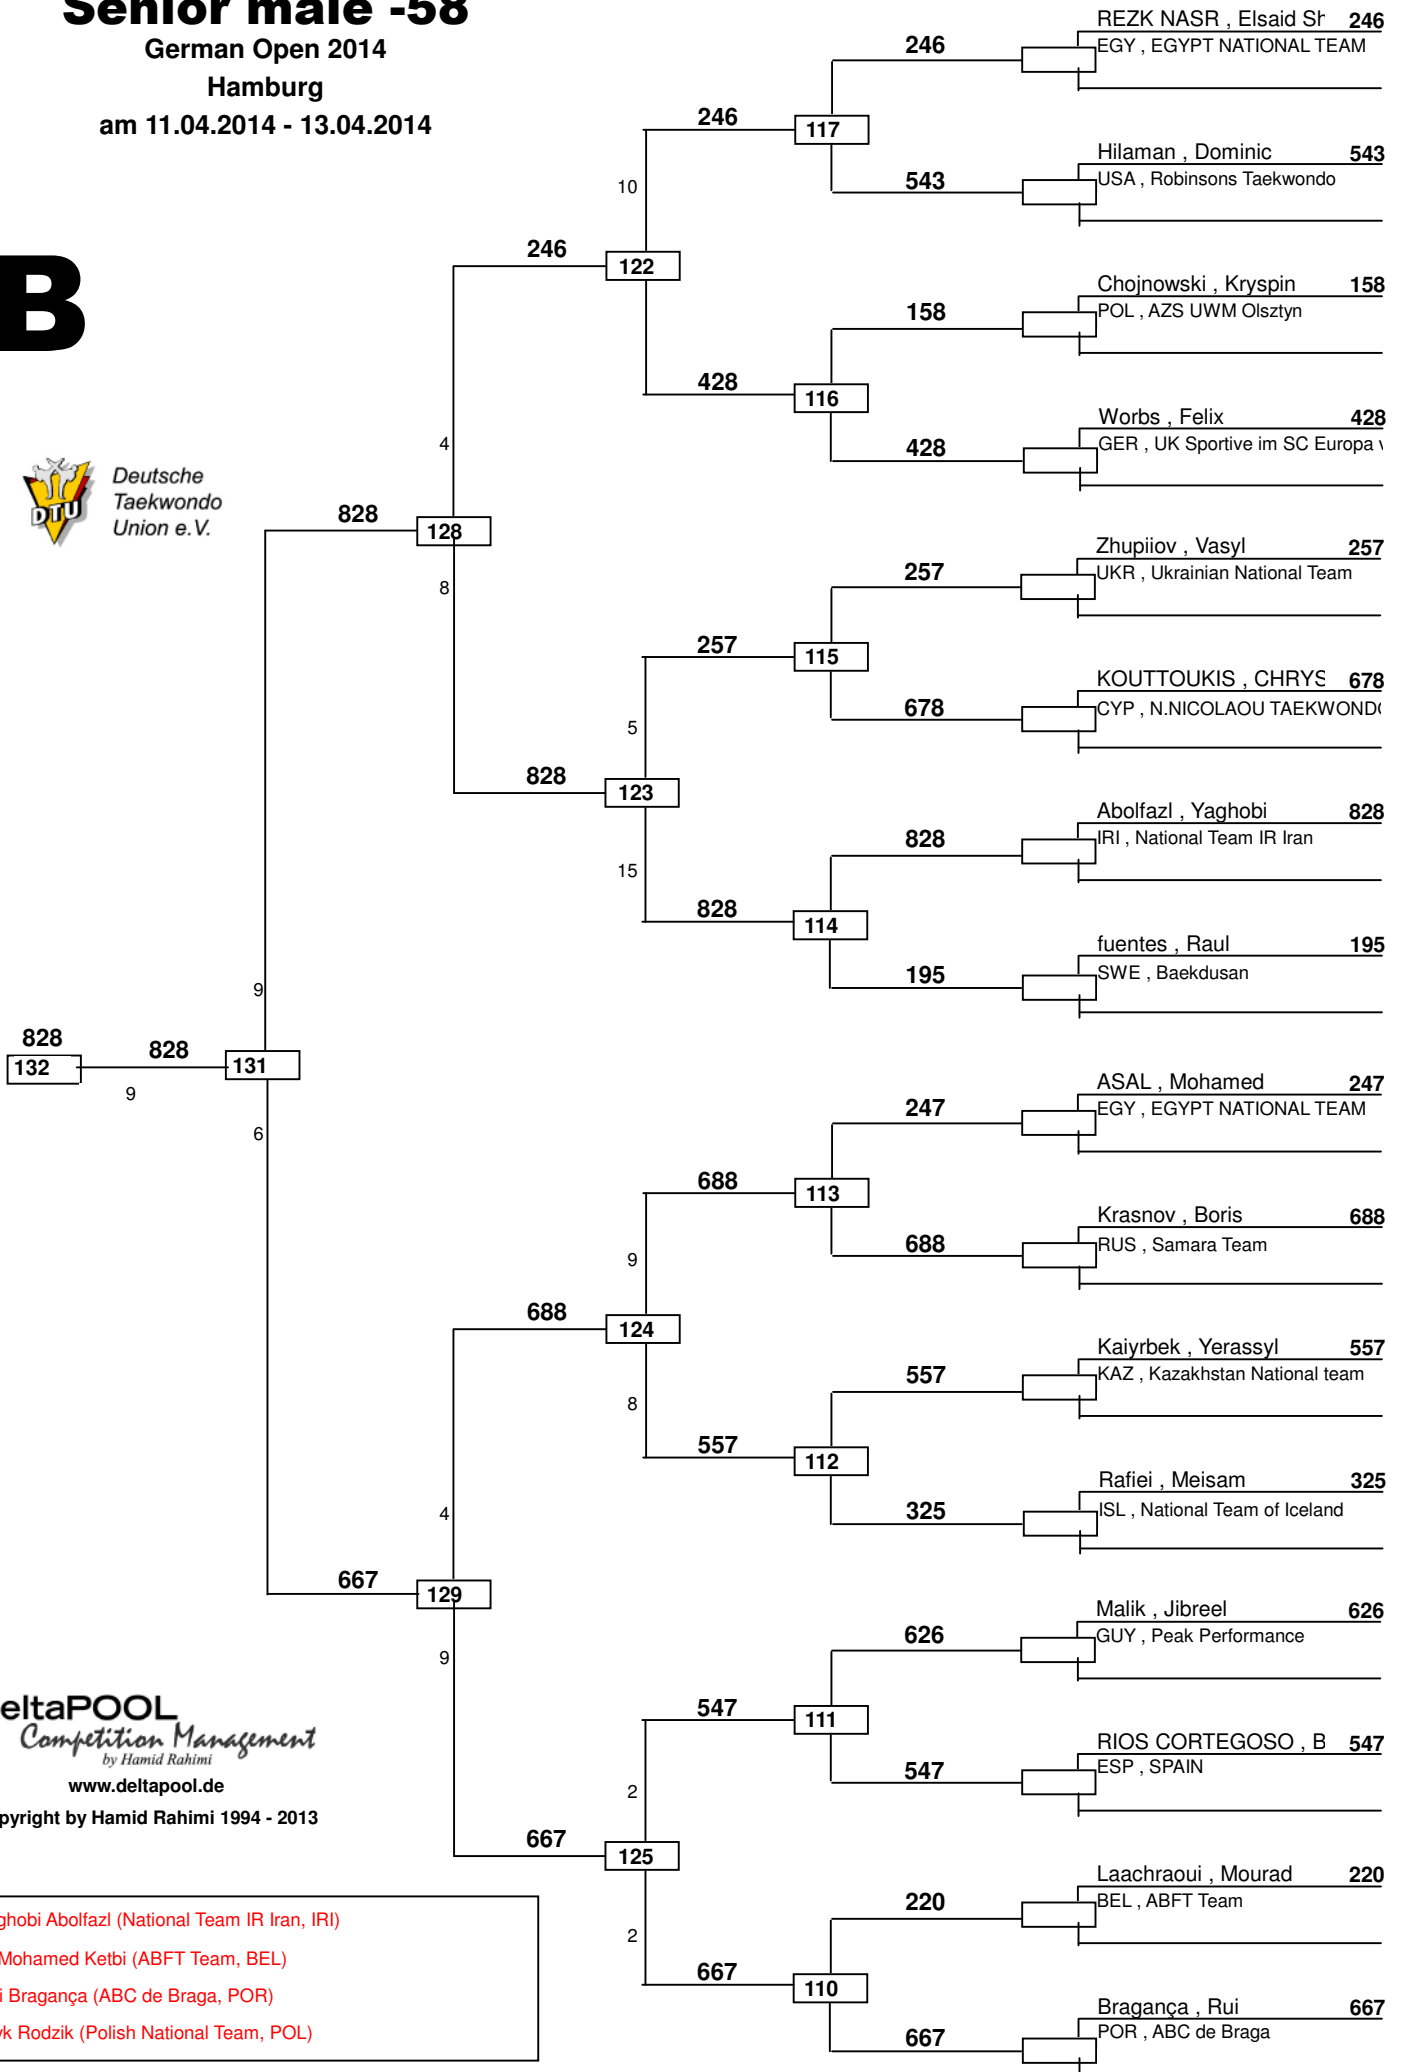 Senior male -58
German Open 2014
Hamburg
am 11.04.2014 - 13.04.2014
B
DTU
Deutsche
Taekwondo
Union e.V.
REZK NASR , Elsaid Sh 246
EGY , EGYPT NATIONAL TEAM
246
246
117
Hilaman , Dominic 543
USA , Robinsons Taekwondo
543
10
246
122
Chojnowski , Kryspin 158
POL , AZS UWM Olsztyn
158
428
116
Worbs , Felix 428
GER , UK Sportive im SC Europa
428
4
828
128
8
Zhupiiov , Vasyl 257
UKR , Ukrainian National Team
257
257
115
KOUTTOUKIS , CHRYS 678
CYP , N.NICOLAOU TAEKWONDO
678
5
828
123
15
Abolfazl , Yaghobi 828
IRI , National Team IR Iran
828
828
114
fuentes , Raul 195
SWE , Baekdusan
195
9
828
132
828
9
131
6
ASAL , Mohamed 247
EGY , EGYPT NATIONAL TEAM
247
688
113
Krasnov , Boris 688
RUS , Samara Team
688
9
688
124
8
Kaiyrbek , Yerassyl 557
KAZ , Kazakhstan National team
557
557
112
Rafiei , Meisam 325
ISL , National Team of Iceland
325
4
667
129
9
Malik , Jibreel 626
GUY , Peak Performance
626
547
111
RIOS CORTEGOSO , B 547
ESP , SPAIN
547
2
667
125
2
Laachraoui , Mourad 220
BEL , ABFT Team
220
667
110
Bragança , Rui 667
POR , ABC de Braga
667
eltaPOOL
Competition Management
by Hamid Rahimi
www.deltapool.de
pyright by Hamid Rahimi 1994 - 2013
ghobi Abolfazl (National Team IR Iran, IRI)
Mohamed Ketbi (ABFT Team, BEL)
i Bragança (ABC de Braga, POR)
yk Rodzik (Polish National Team, POL)